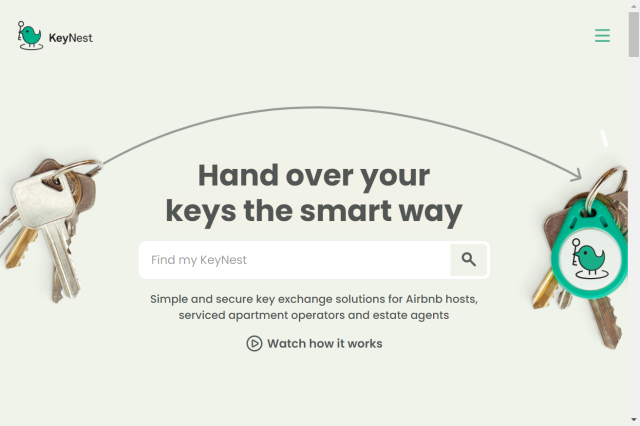 KeyNest
Hand over your
keys the smart way
Find my KeyNest
Simple and secure key exchange solutions for Airbnb hosts,
serviced apartment operators and estate agents
Watch how it works